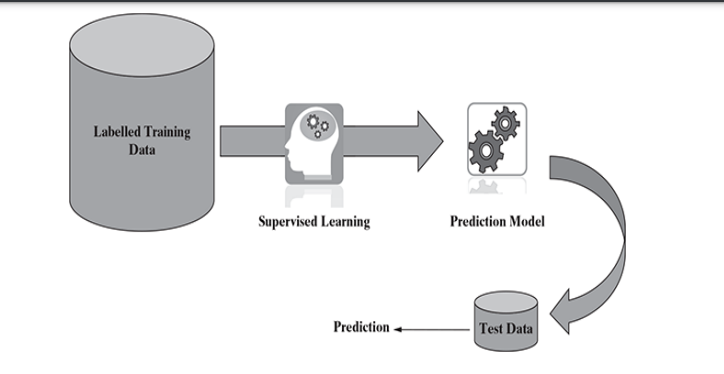 Labelled Training
Data
Supervised Learning
Prediction Model
Prediction
Test Data